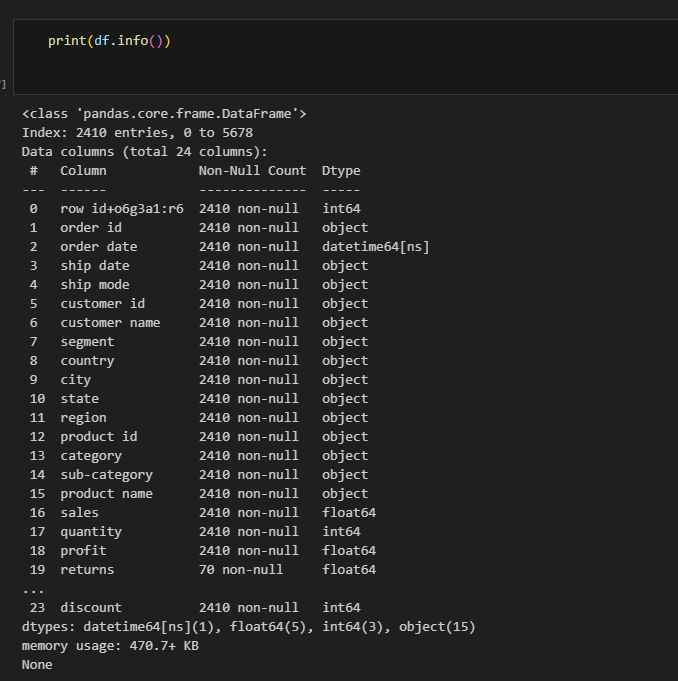 print(df.info())
]
<class 'pandas.core.frame.DataFrame'>
Index: 2410 entries, 0 to 5678
Data columns (total 24 columns):
 #   Column            Non-Null Count  Dtype
---  ------            --------------  -----
 0   row id+o6g3a1:r6  2410 non-null   int64
 1   order id          2410 non-null   object
 2   order date        2410 non-null   datetime64[ns]
 3   ship date         2410 non-null   object
 4   ship mode         2410 non-null   object
 5   customer id       2410 non-null   object
 6   customer name     2410 non-null   object
 7   segment           2410 non-null   object
 8   country           2410 non-null   object
 9   city              2410 non-null   object
 10  state             2410 non-null   object
 11  region            2410 non-null   object
 12  product id        2410 non-null   object
 13  category          2410 non-null   object
 14  sub-category      2410 non-null   object
 15  product name      2410 non-null   object
 16  sales             2410 non-null   float64
 17  quantity          2410 non-null   int64
 18  profit            2410 non-null   float64
 19  returns           70 non-null     float64
...
 23  discount          2410 non-null   int64
dtypes: datetime64[ns](1), float64(5), int64(3), object(15)
memory usage: 470.7+ KB
None